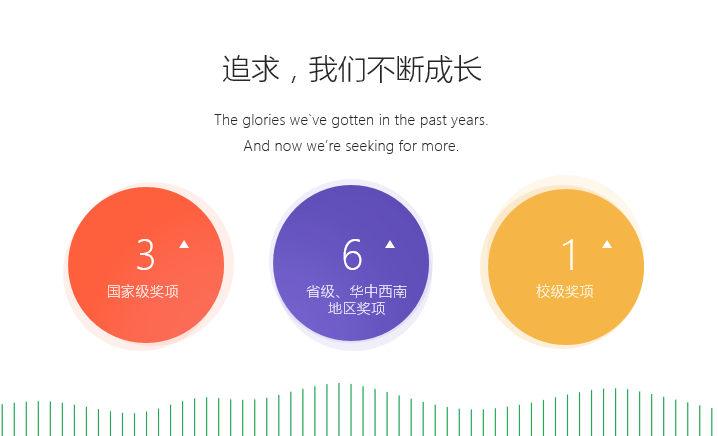 追求，我们不断成长
The glories we`ve gotten in the past years.
And now we’re seeking for more.
3
国家级奖项
6
省级、华中西南
地区奖项
1
校级奖项